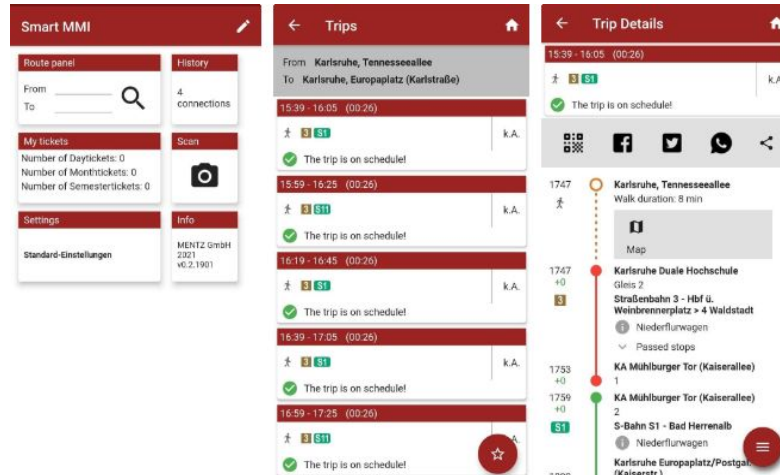 Smart MMI
Route panel
From
To
History
4
connections
My tickets
Number of Daytickets: 0
Number of Monthtickets: 0
Number of Semestertickets: 0
Scan
Settings
Standard-Einstellungen
Info
MENTZ GmbH
2021
v0.2.1901
Trips
From Karlsruhe, Tennesseeallee
To Karlsruhe, Europaplatz (Karlstraße)
15:39 - 16:05 (00:26)
3 S1
k.A.
The trip is on schedule!
15:59 - 16:25 (00:26)
3 S11
k.A.
The trip is on schedule!
16:19 - 16:45 (00:26)
3 S1
k.A.
The trip is on schedule!
16:39 - 17:05 (00:26)
3 S1
k.A.
The trip is on schedule!
16:59 - 17:25 (00:26)
3 S11
The trip is on schedule!
Trip Details
15:39 - 16:05 (00:26)
3 S1
k.A
The trip is on schedule!
1747 Karlsruhe, Tennesseeallee
Walk duration: 8 min
Map
1747 Karlsruhe Duale Hochschule
+0 Gleis 2
3 Straßenbahn 3 - Hbf ü.
Weinbrennerplatz > 4 Waldstadt
Niederflurwagen
Passed stops
1753 KA Mühlburger Tor (Kaiserallee)
+0 1
1759 KA Mühlburger Tor (Kaiserallee)
+0 2
S1 S-Bahn S1 - Bad Herrenalb
Niederflurwagen
Karlsruhe Europaplatz/Postgal
(Kaiserstr.)